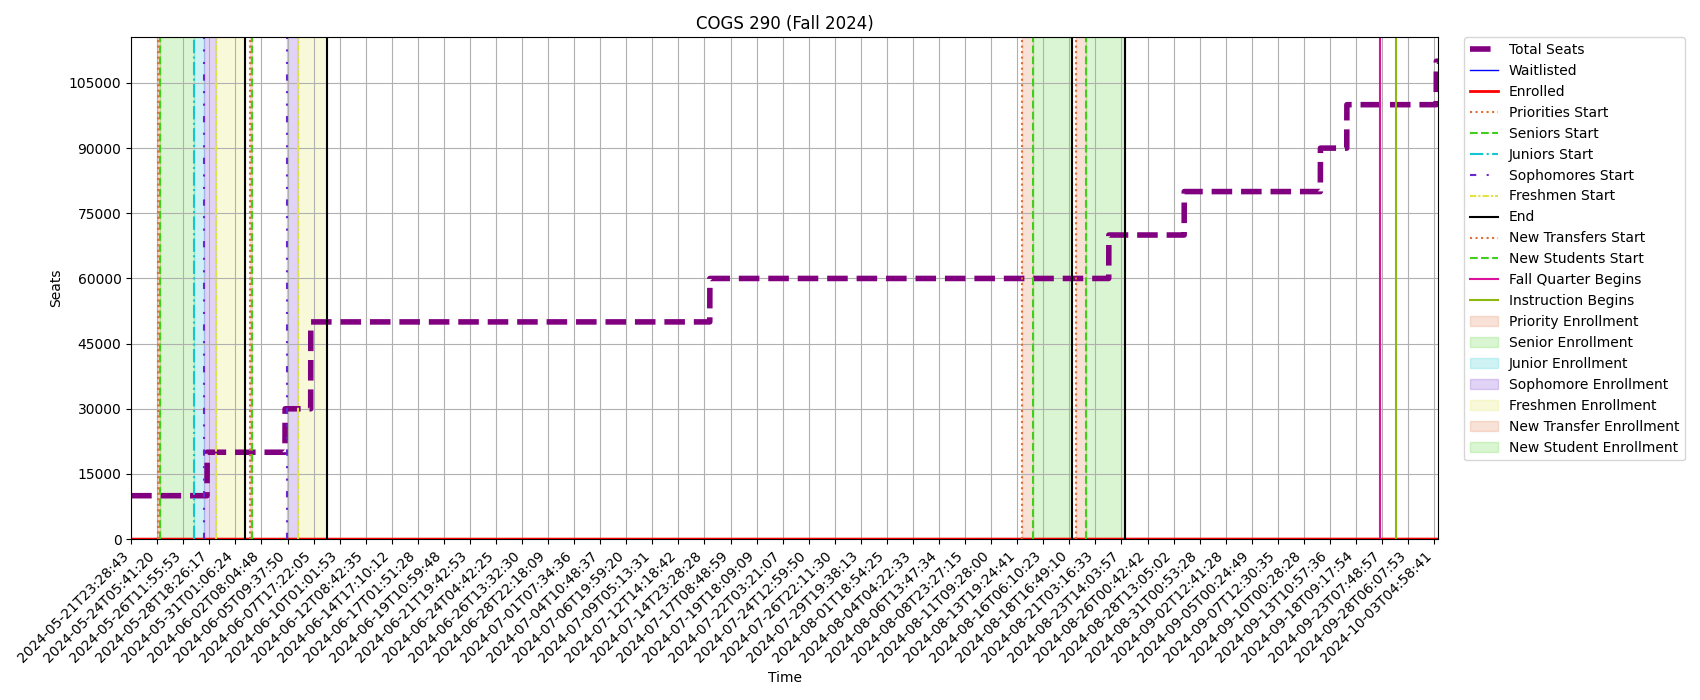 COGS 290 (Fall 2024)
Seats
105000
90000
75000
60000
45000
30000
15000
0
2024-05-21T23:28:43
2024-05-24T05:41:20
2024-05-26T11:55:53
2024-05-28T18:26:17
2024-05-31T01:06:24
2024-06-02T08:04:48
2024-06-05T09:37:50
2024-06-07T17:22:05
2024-06-10T01:01:53
2024-06-12T08:42:35
2024-06-14T17:10:12
2024-06-17T01:51:28
2024-06-19T10:59:48
2024-06-21T19:42:53
2024-06-24T04:42:25
2024-06-26T13:32:30
2024-06-28T22:18:09
2024-07-01T07:34:36
2024-07-04T10:48:37
2024-07-06T19:59:20
2024-07-09T05:13:31
2024-07-12T14:18:42
2024-07-14T23:28:28
2024-07-17T08:48:59
2024-07-19T18:09:09
2024-07-22T03:21:07
2024-07-24T12:59:50
2024-07-26T22:11:30
2024-07-29T19:38:13
2024-08-01T18:54:25
2024-08-04T04:22:33
2024-08-06T13:47:34
2024-08-08T23:27:15
2024-08-11T09:28:00
2024-08-13T19:24:41
2024-08-16T06:10:23
2024-08-18T16:49:10
2024-08-21T03:16:33
2024-08-23T14:03:57
2024-08-26T00:42:42
2024-08-28T13:05:02
2024-08-31T00:53:28
2024-09-02T12:41:28
2024-09-05T00:24:49
2024-09-07T12:30:35
2024-09-10T00:28:28
2024-09-13T10:57:36
2024-09-18T09:17:54
2024-09-23T07:48:57
2024-09-28T06:07:53
2024-10-03T04:58:41
Time
Total Seats
Waitlisted
Enrolled
Priorities Start
Seniors Start
Juniors Start
Sophomores Start
Freshmen Start
End
New Transfers Start
New Students Start
Fall Quarter Begins
Instruction Begins
Priority Enrollment
Senior Enrollment
Junior Enrollment
Sophomore Enrollment
Freshmen Enrollment
New Transfer Enrollment
New Student Enrollment